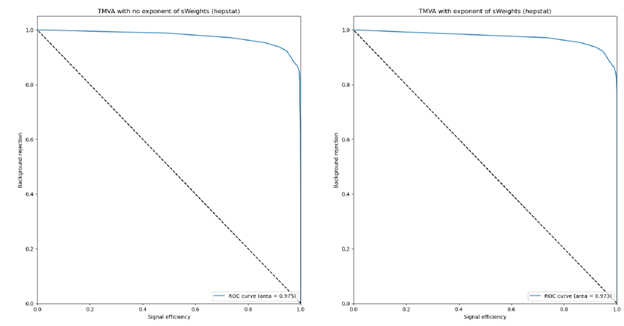 TMVA with no exponent of sWeights (hepstat)
1.0
0.8
0.6
0.4
0.2
0.0
Background rejection
0.0 0.2 0.4 0.6 0.8 1.0
Signal efficiency
ROC curve (area = 0.975)
TMVA with exponent of sWeights (hepstat)
1.0
0.8
0.6
0.4
0.2
0.0
Background rejection
0.0 0.2 0.4 0.6 0.8 1.0
Signal efficiency
ROC curve (area = 0.973)